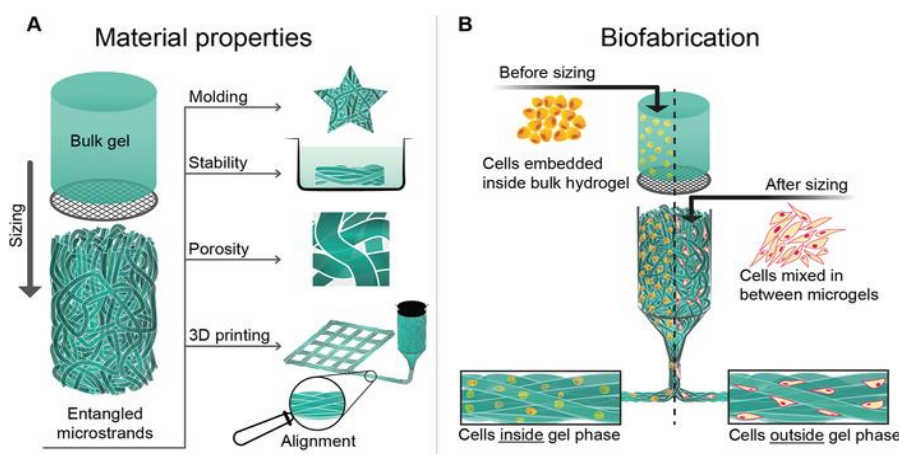 A
Material properties
Bulk gel
Sizing
Entangled
microstrands
Molding
Stability
Porosity
3D printing
Alignment
B
Biofabrication
Before sizing
Cells embedded
inside bulk hydrogel
After sizing
Cells mixed in
between microgels
Cells inside gel phase
Cells outside gel phase